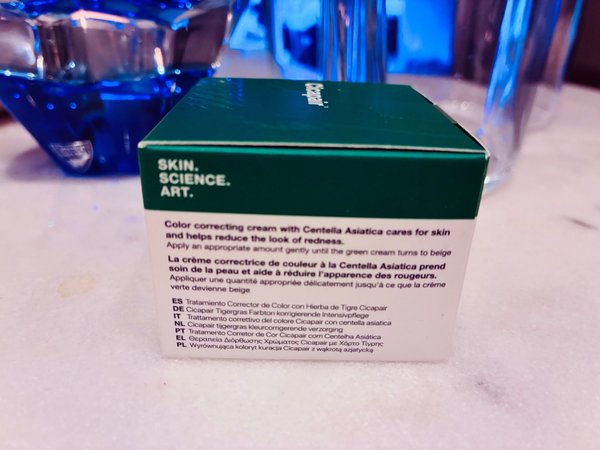 Cicapair
SKIN.
SCIENCE.
ART.
Color correcting cream with Centella Asiatica cares for skin
and helps reduce the look of redness.
Apply an appropriate amount gently until the green cream turns to beige
La crème correctrice de couleur à la Centella Asiatica prend
soin de la peau et aide à réduire l'apparence des rougeurs.
Appliquer une quantité appropriée délicatement jusqu'à ce que la crème
verte devienne beige
ES Tratamiento Corrector de Color con Hierba de Tigre Cicapair
DE Cicapair Tigergras Farbton korrigierende Intensivpflege
IT Trattamento correttivo del colore Cicapair con centella asiatica
NL Cicapair tijgergras kleurcorrigerende verzorging
PT Tratamento Corretor de Cor Cicapair com Centelha Asiática
EL Θεραπεία Διόρθωσης Χρώματος Cicapair με Χόρτο Τίγρης
PL Wyrównująca koloryt kuracja Cicapair z wąkrotą azjatycką